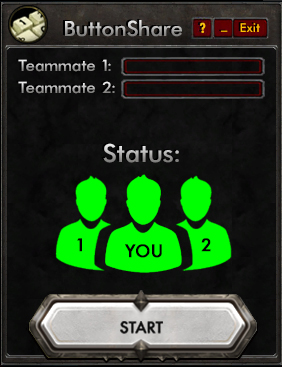 ButtonShare ? _ Exit
Teammate 1:
Teammate 2:
Status:
1 YOU 2
START